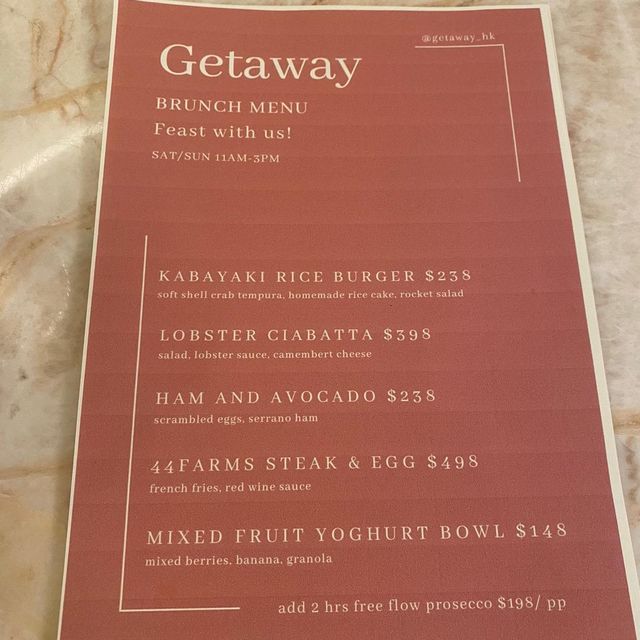 @getaway_hk
Getaway
BRUNCH MENU
Feast with us!
SAT/SUN 11AM-3PM
KABAYAKI RICE BURGER $238
soft shell crab tempura, homemade rice cake, rocket salad
LOBSTER CIABATTA $398
salad, lobster sauce, camembert cheese
HAM AND AVOCADO $238
scrambled eggs, serrano ham
44FARMS STEAK & EGG $498
french fries, red wine sauce
MIXED FRUIT YOGHURT BOWL $148
mixed berries, banana, granola
add 2 hrs free flow prosecco $198/ pp